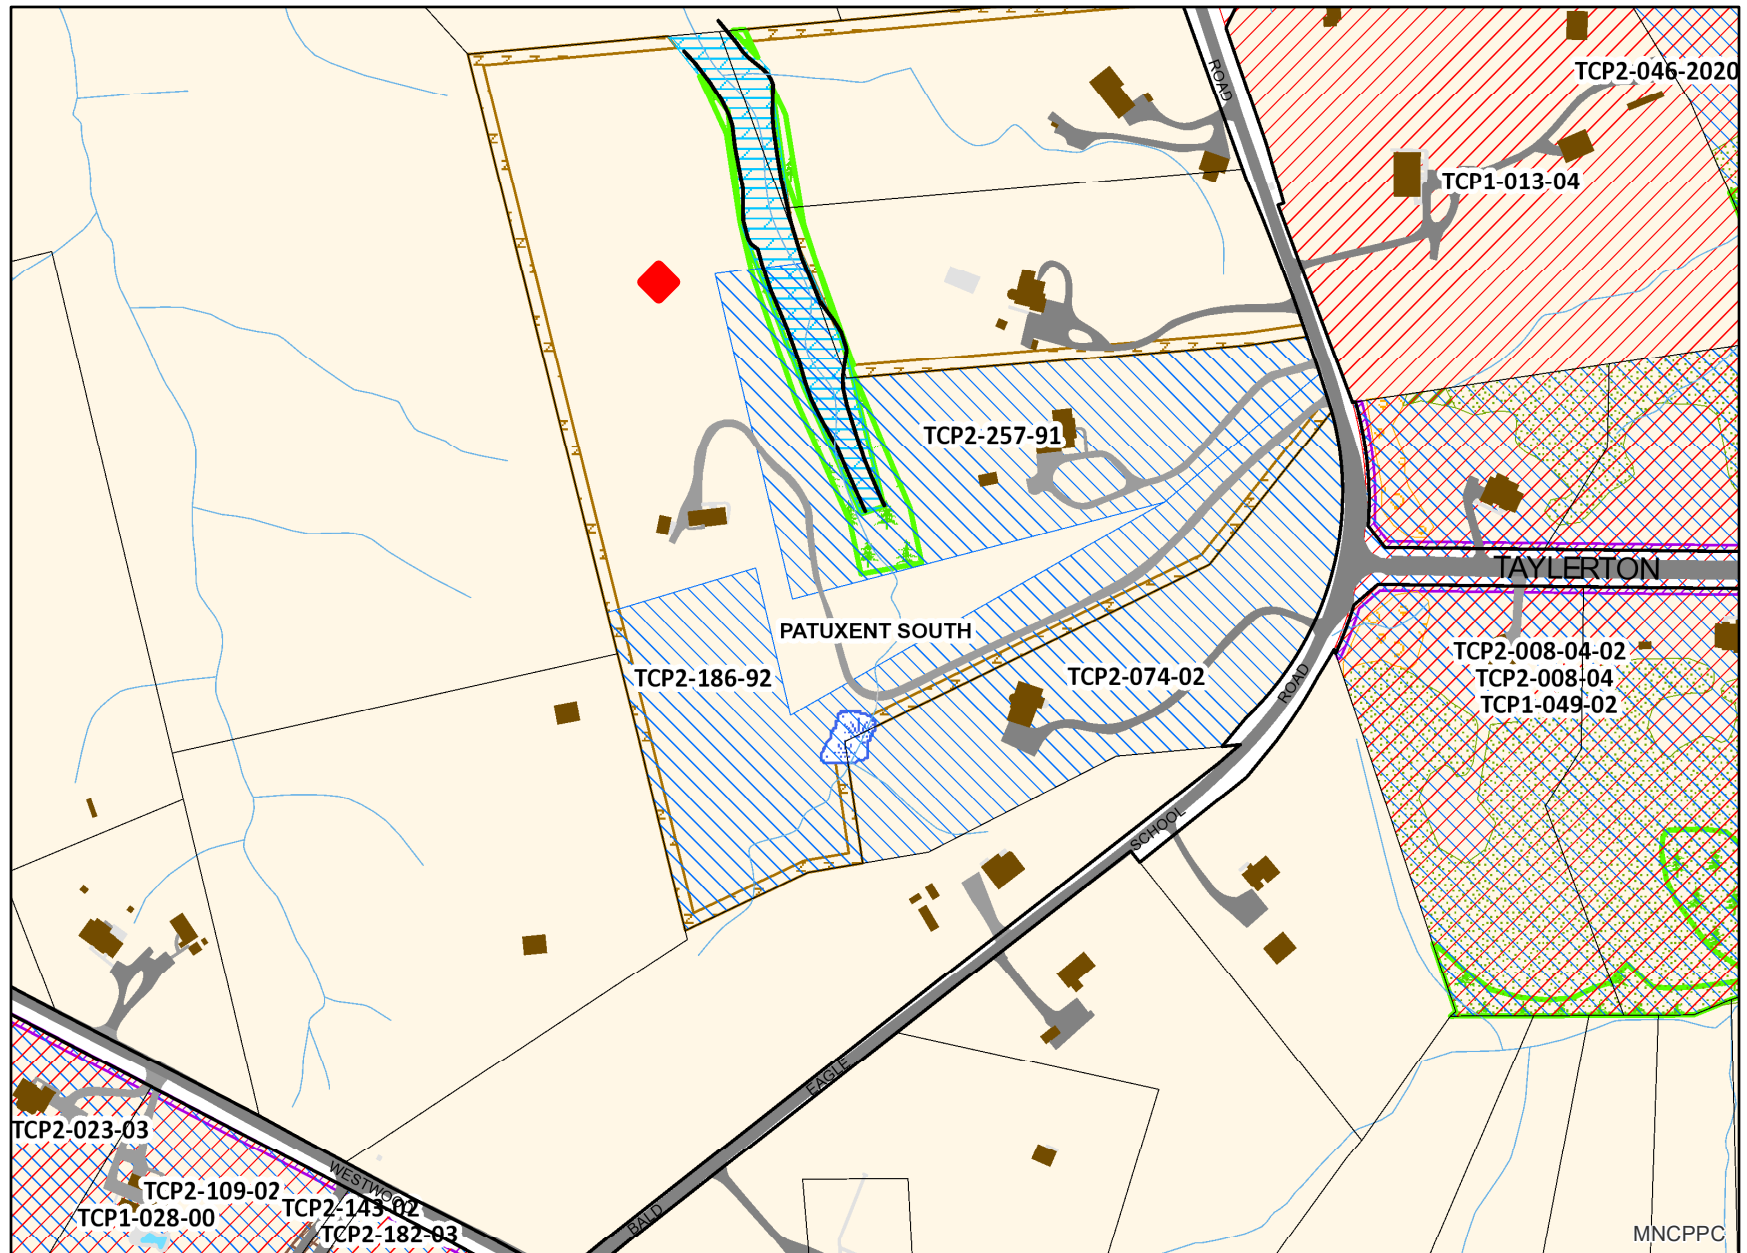 ROAD
TCP2-046-2020
TCP1-013-04
TCP2-257-91
TAYLERTON
PATUXENT SOUTH
TCP2-186-92
TCP2-074-02
ROAD
TCP2-008-04-02
TCP2-008-04
TCP1-049-02
SCHOOL
EAGLE
TCP2-023-03
WESTWOOD
TCP2-109-02
TCP2-143-02
TCP1-028-00
TCP2-182-03
BALD
MNCPPC